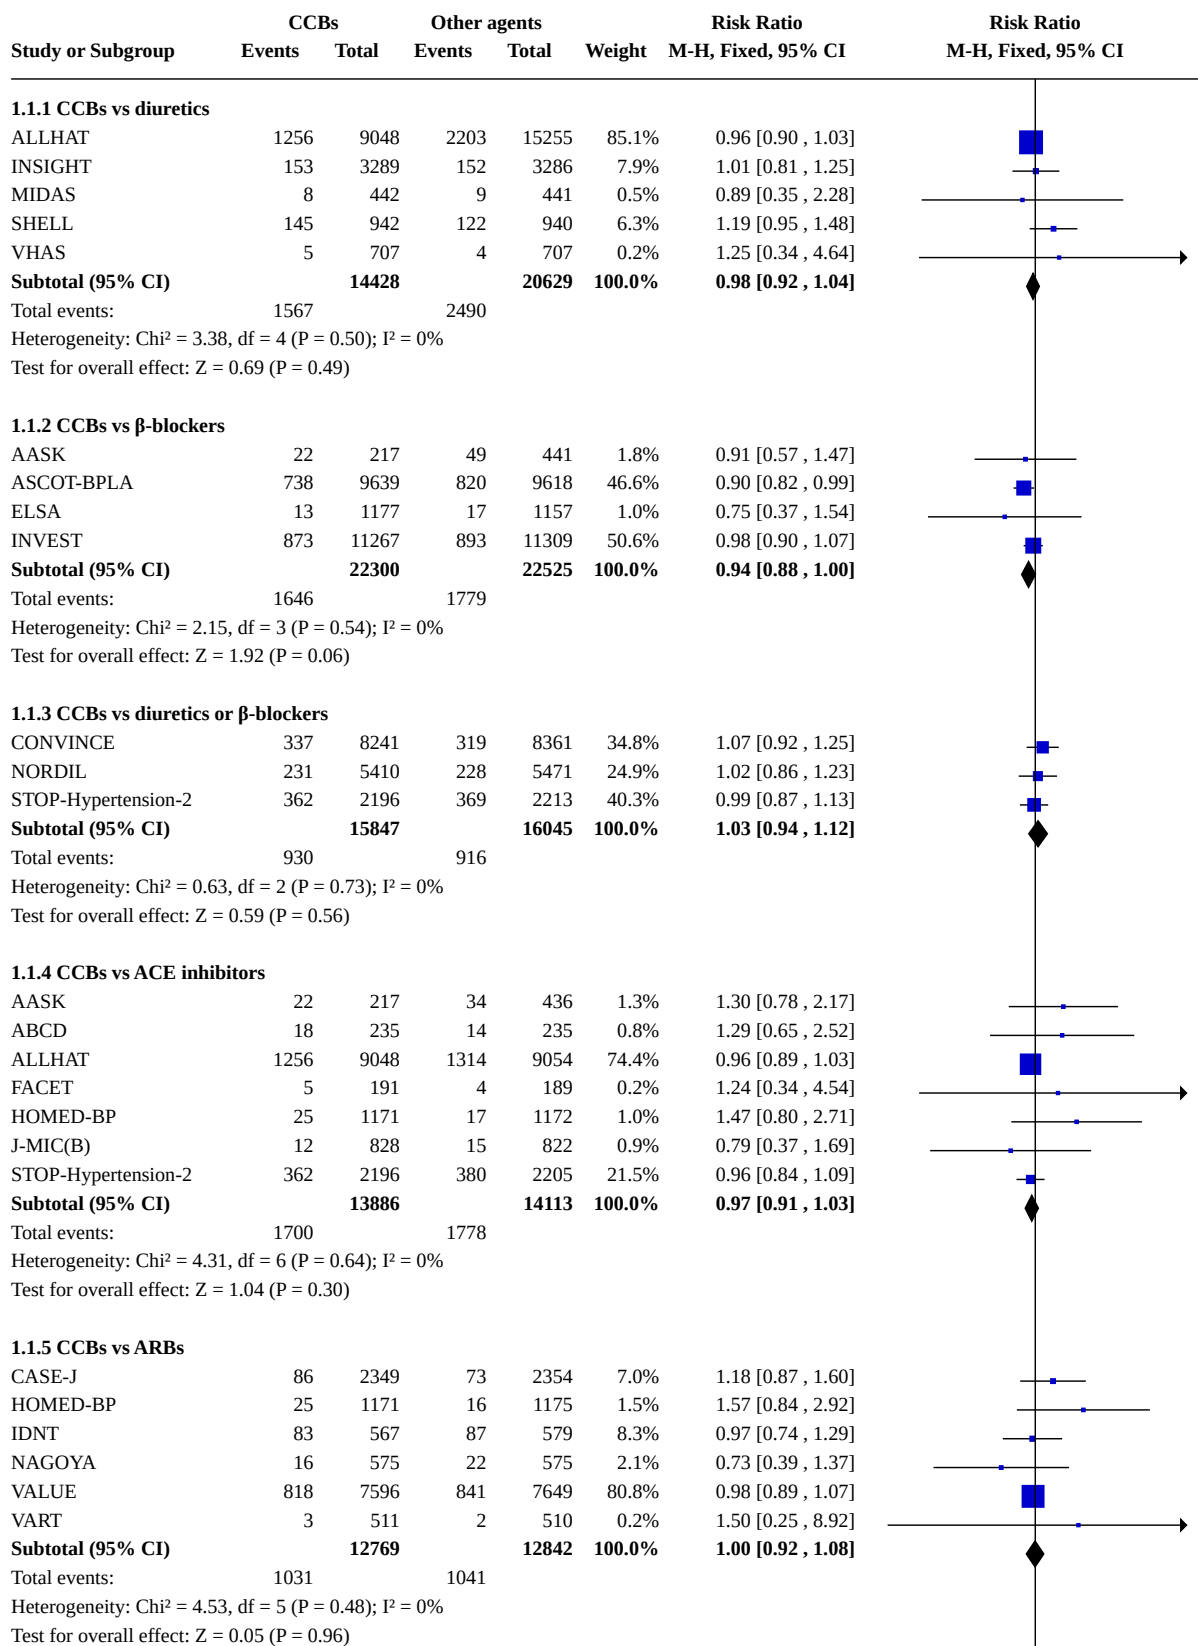 CCBs Other agents Risk Ratio Risk Ratio
Study or Subgroup Events Total Events Total Weight M-H, Fixed, 95% CI M-H, Fixed, 95% CI
1.1.1 CCBs vs diuretics
ALLHAT 1256 9048 2203 15255 85.1% 0.96 [0.90 , 1.03]
INSIGHT 153 3289 152 3286 7.9% 1.01 [0.81 , 1.25]
MIDAS 8 442 9 441 0.5% 0.89 [0.35 , 2.28]
SHELL 145 942 122 940 6.3% 1.19 [0.95 , 1.48]
VHAS 5 707 4 707 0.2% 1.25 [0.34 , 4.64]
Subtotal (95% CI) 14428 20629 100.0% 0.98 [0.92 , 1.04]
Total events: 1567 2490
Heterogeneity: Chi² = 3.38, df = 4 (P = 0.50); I² = 0%
Test for overall effect: Z = 0.69 (P = 0.49)
1.1.2 CCBs vs β-blockers
AASK 22 217 49 441 1.8% 0.91 [0.57 , 1.47]
ASCOT-BPLA 738 9639 820 9618 46.6% 0.90 [0.82 , 0.99]
ELSA 13 1177 17 1157 1.0% 0.75 [0.37 , 1.54]
INVEST 873 11267 893 11309 50.6% 0.98 [0.90 , 1.07]
Subtotal (95% CI) 22300 22525 100.0% 0.94 [0.88 , 1.00]
Total events: 1646 1779
Heterogeneity: Chi² = 2.15, df = 3 (P = 0.54); I² = 0%
Test for overall effect: Z = 1.92 (P = 0.06)
1.1.3 CCBs vs diuretics or β-blockers
CONVINCE 337 8241 319 8361 34.8% 1.07 [0.92 , 1.25]
NORDIL 231 5410 228 5471 24.9% 1.02 [0.86 , 1.23]
STOP-Hypertension-2 362 2196 369 2213 40.3% 0.99 [0.87 , 1.13]
Subtotal (95% CI) 15847 16045 100.0% 1.03 [0.94 , 1.12]
Total events: 930 916
Heterogeneity: Chi² = 0.63, df = 2 (P = 0.73); I² = 0%
Test for overall effect: Z = 0.59 (P = 0.56)
1.1.4 CCBs vs ACE inhibitors
AASK 22 217 34 436 1.3% 1.30 [0.78 , 2.17]
ABCD 18 235 14 235 0.8% 1.29 [0.65 , 2.52]
ALLHAT 1256 9048 1314 9054 74.4% 0.96 [0.89 , 1.03]
FACET 5 191 4 189 0.2% 1.24 [0.34 , 4.54]
HOMED-BP 25 1171 17 1172 1.0% 1.47 [0.80 , 2.71]
J-MIC(B) 12 828 15 822 0.9% 0.79 [0.37 , 1.69]
STOP-Hypertension-2 362 2196 380 2205 21.5% 0.96 [0.84 , 1.09]
Subtotal (95% CI) 13886 14113 100.0% 0.97 [0.91 , 1.03]
Total events: 1700 1778
Heterogeneity: Chi² = 4.31, df = 6 (P = 0.64); I² = 0%
Test for overall effect: Z = 1.04 (P = 0.30)
1.1.5 CCBs vs ARBs
CASE-J 86 2349 73 2354 7.0% 1.18 [0.87 , 1.60]
HOMED-BP 25 1171 16 1175 1.5% 1.57 [0.84 , 2.92]
IDNT 83 567 87 579 8.3% 0.97 [0.74 , 1.29]
NAGOYA 16 575 22 575 2.1% 0.73 [0.39 , 1.37]
VALUE 818 7596 841 7649 80.8% 0.98 [0.89 , 1.07]
VART 3 511 2 510 0.2% 1.50 [0.25 , 8.92]
Subtotal (95% CI) 12769 12842 100.0% 1.00 [0.92 , 1.08]
Total events: 1031 1041
Heterogeneity: Chi² = 4.53, df = 5 (P = 0.48); I² = 0%
Test for overall effect: Z = 0.05 (P = 0.96)